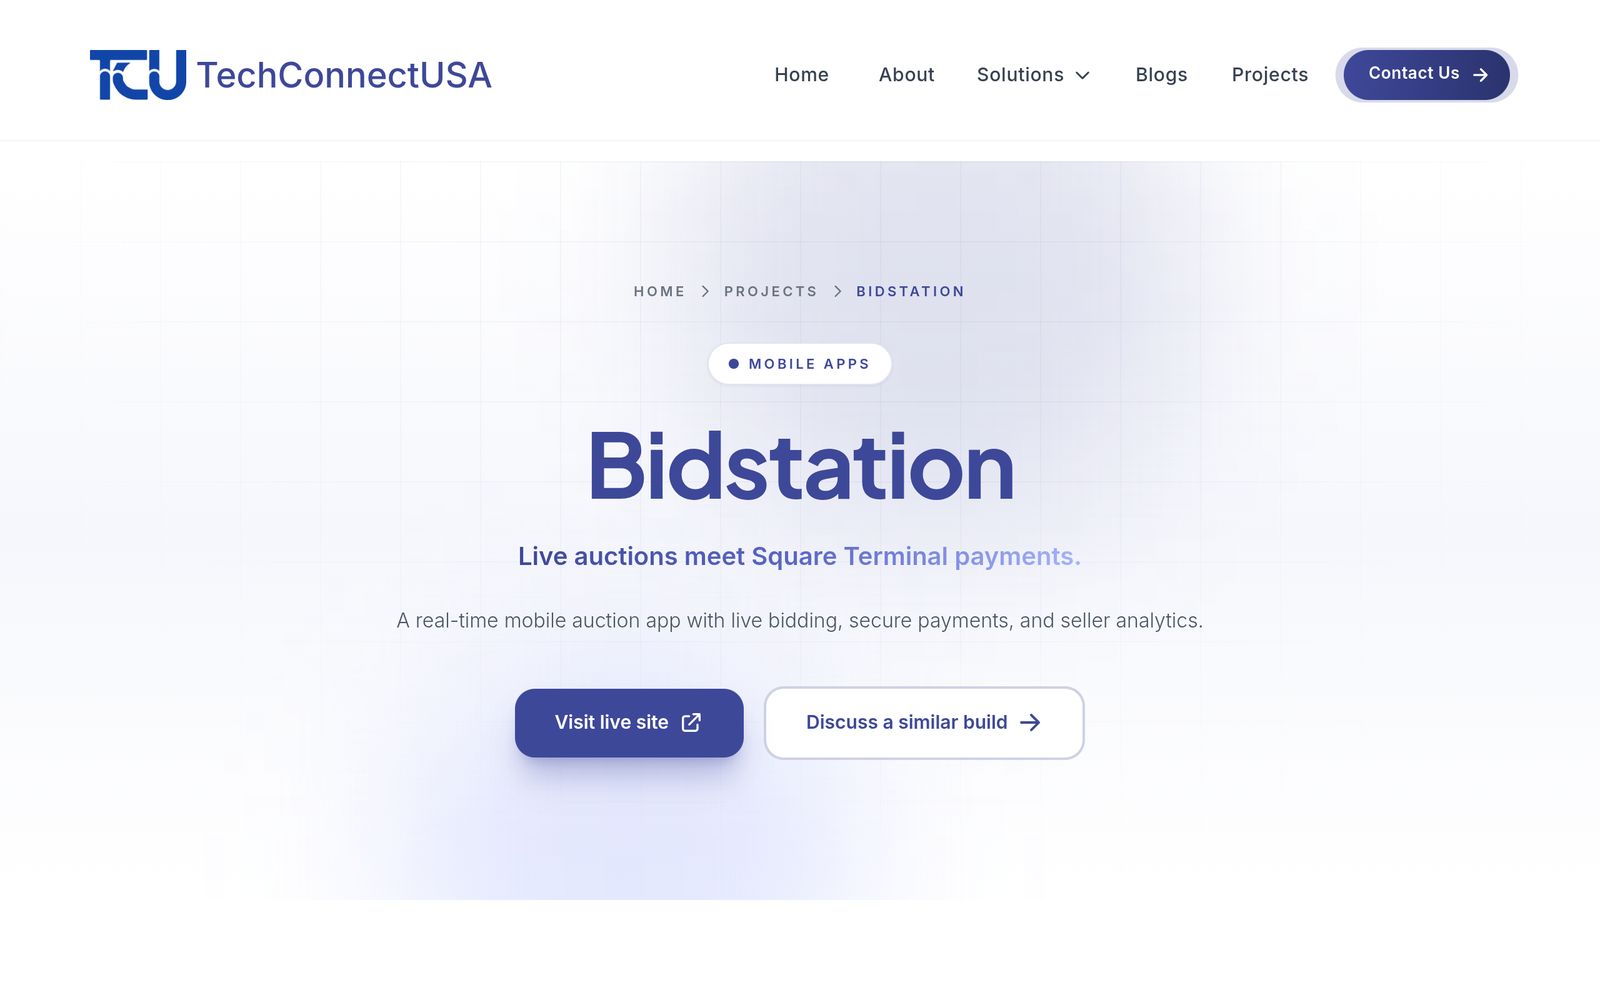 TCU TechConnectUSA
Home About Solutions Blogs Projects Contact Us
HOME PROJECTS BIDSTATION
MOBILE APPS
Bidstation
Live auctions meet Square Terminal payments.
A real-time mobile auction app with live bidding, secure payments, and seller analytics.
Visit live site Discuss a similar build